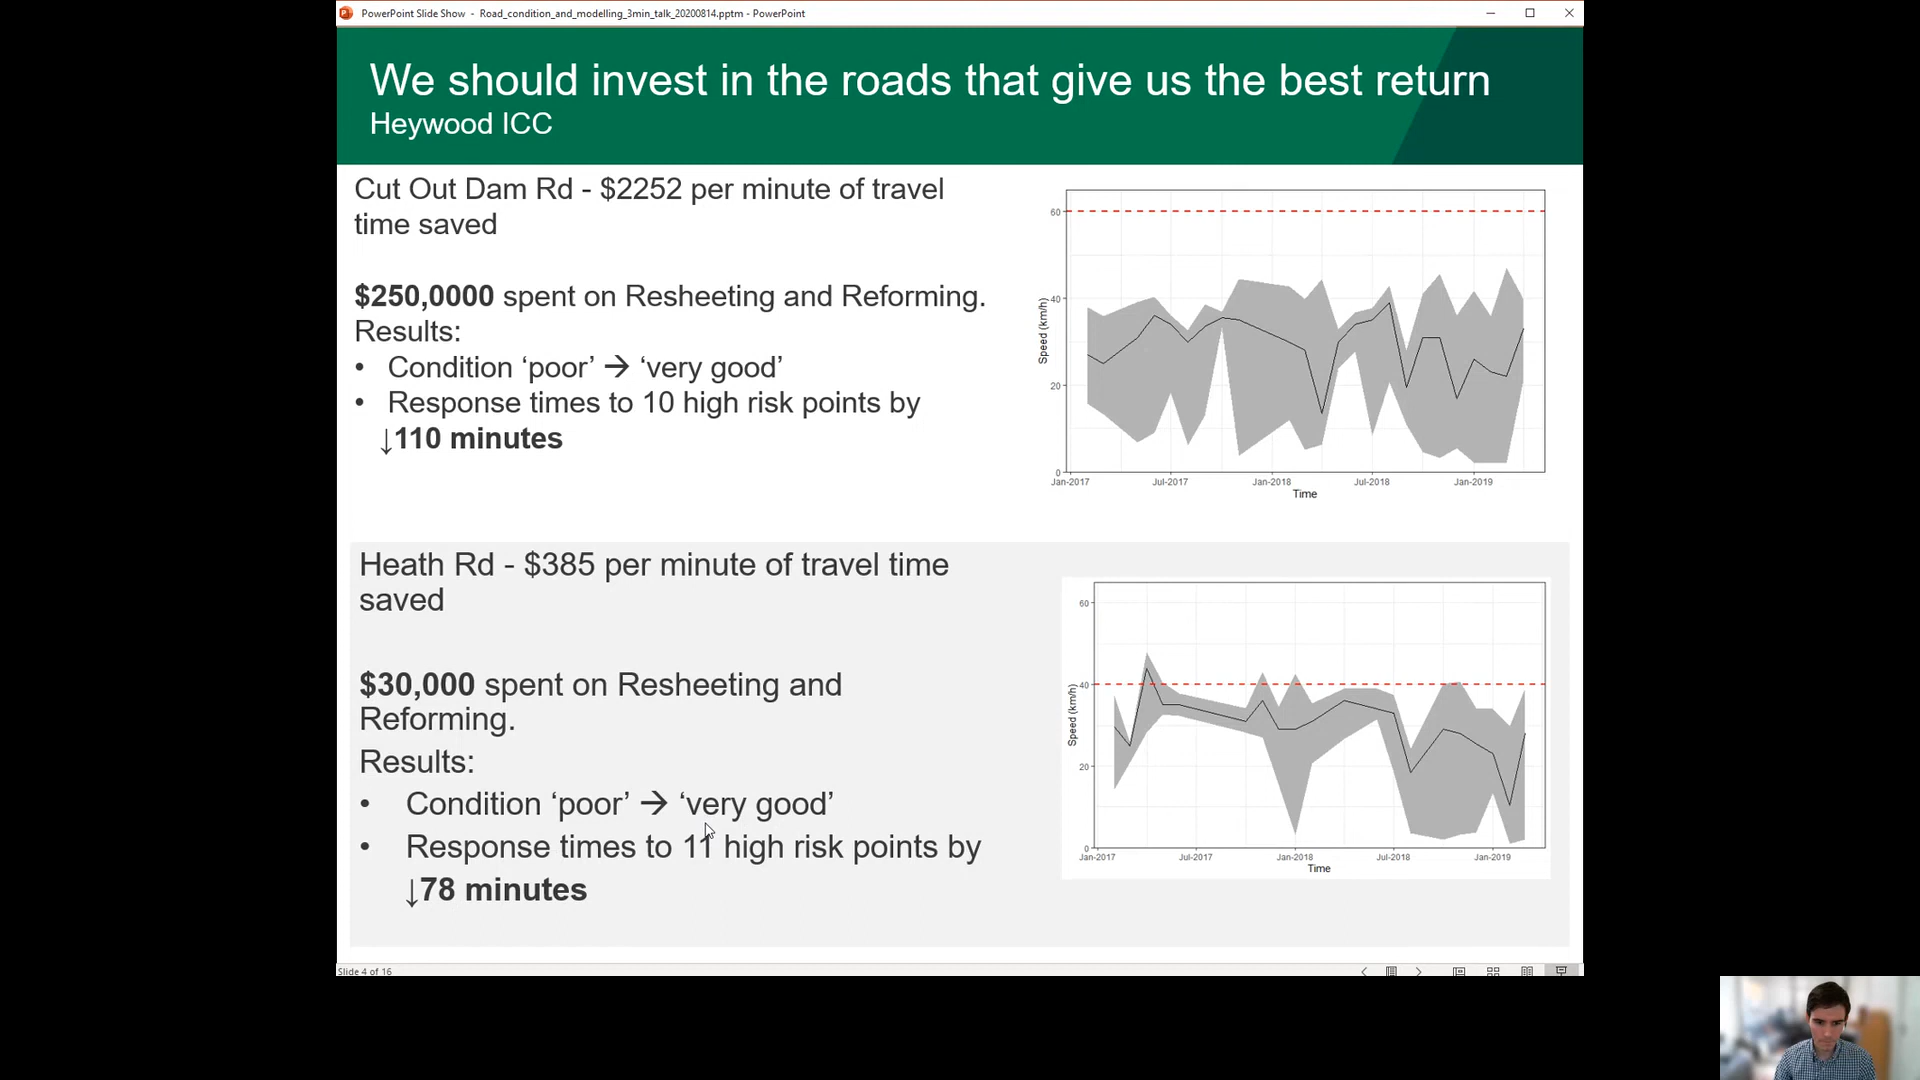 PowerPoint Slide Show - Road_condition_and_modelling_3min_talk_20200814.pptm - PowerPoint
We should invest in the roads that give us the best return
Heywood ICC
Cut Out Dam Rd - $2252 per minute of travel
time saved
$250,0000 spent on Resheeting and Reforming.
Results:
• Condition ‘poor’ → ‘very good’
• Response times to 10 high risk points by
↓110 minutes
60
40
20
0
Speed (km/h)
Jan-2017 Jul-2017 Jan-2018 Jul-2018 Jan-2019
Time
Heath Rd - $385 per minute of travel time
saved
$30,000 spent on Resheeting and
Reforming.
Results:
• Condition ‘poor’ → ‘very good’
• Response times to 11 high risk points by
↓78 minutes
60
40
20
0
Speed (km/h)
Jan-2017 Jul-2017 Jan-2018 Jul-2018 Jan-2019
Time
Slide 4 of 16